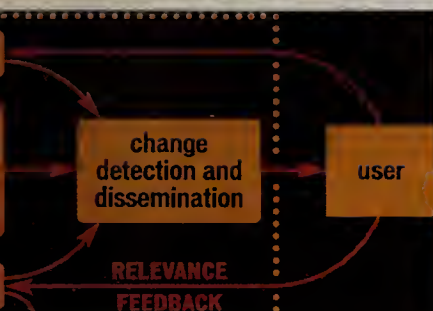 change
detection and
dissemination
user
RELEVANCE
FEEDBACK